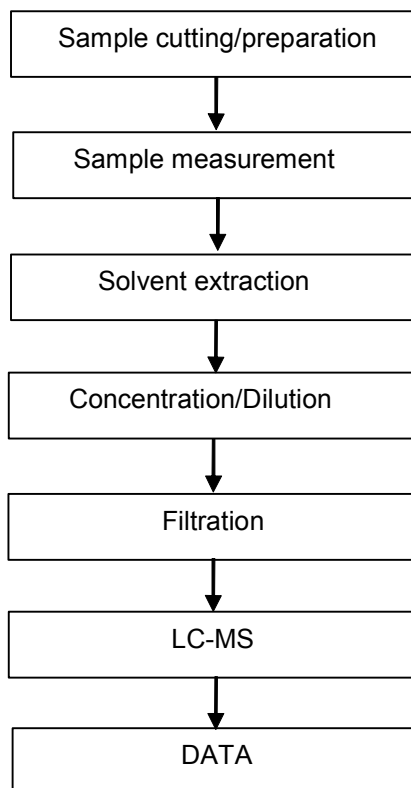 Sample cutting/preparation
Sample measurement
Solvent extraction
Concentration/Dilution
Filtration
LC-MS
DATA